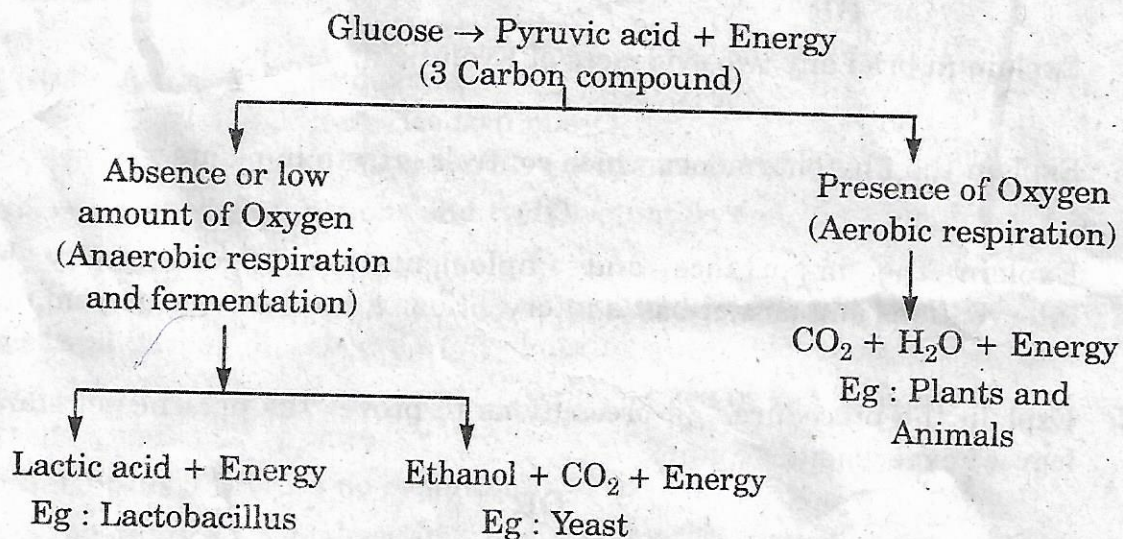 Glucose → Pyruvic acid + Energy
(3 Carbon compound)
Absence or low
amount of Oxygen
(Anaerobic respiration
and fermentation)
Presence of Oxygen
(Aerobic respiration)
CO₂ + H₂O + Energy
Eg : Plants and
Animals
Lactic acid + Energy
Eg : Lactobacillus
Ethanol + CO₂ + Energy
Eg : Yeast